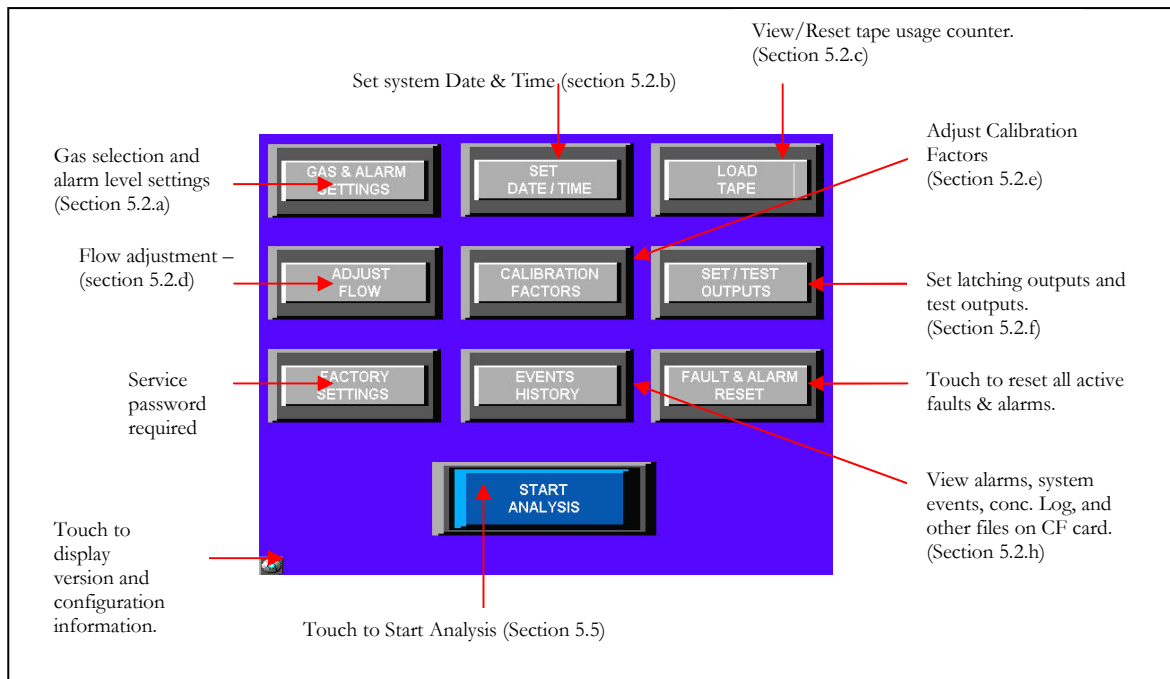 View/Reset tape usage counter.
(Section 5.2.c)
Set system Date & Time (section 5.2.b)
Adjust Calibration
Factors
(Section 5.2.e)
Gas selection and
alarm level settings
(Section 5.2.a)
GAS & ALARM
SETTINGS
SET
DATE / TIME
LOAD
TAPE
Flow adjustment –
(section 5.2.d)
ADJUST
FLOW
CALIBRATION
FACTORS
SET / TEST
OUTPUTS
Set latching outputs and
test outputs.
(Section 5.2.f)
Service
password
required
FACTORY
SETTINGS
EVENTS
HISTORY
FAULT & ALARM
RESET
Touch to reset all active
faults & alarms.
START
ANALYSIS
View alarms, system
events, conc. Log, and
other files on CF card.
(Section 5.2.h)
Touch to
display
version and
configuration
information.
Touch to Start Analysis (Section 5.5)